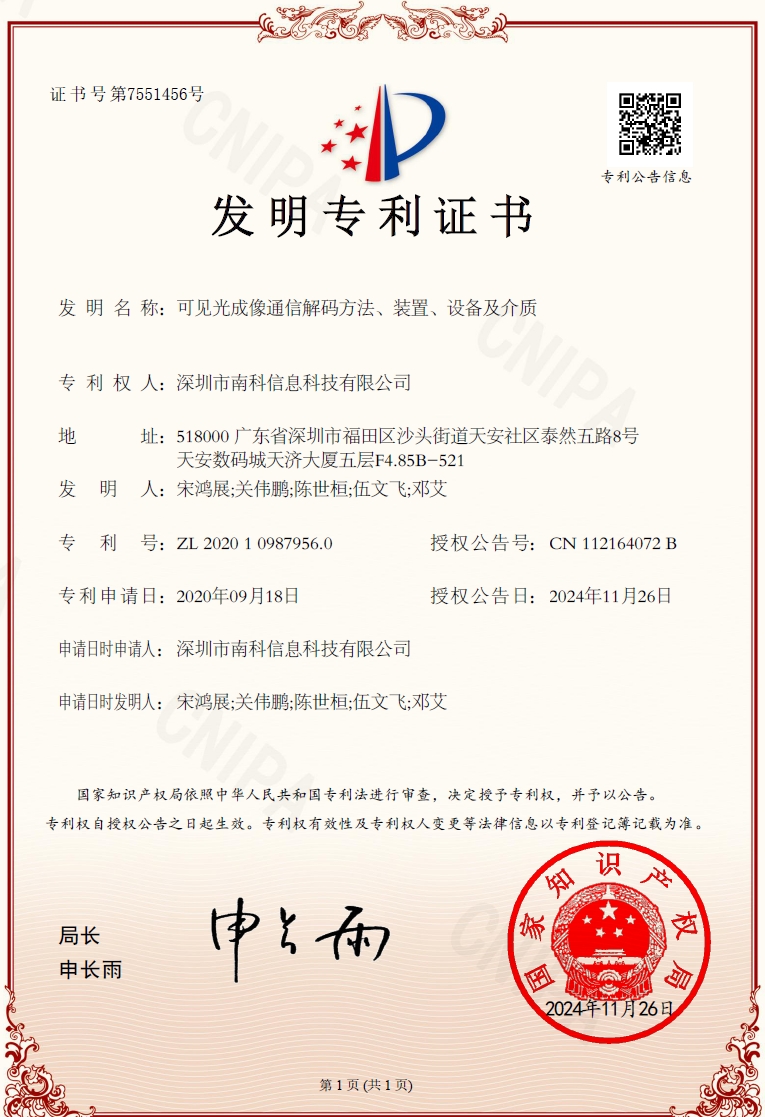 证书号第7551456号
专利公告信息
发明专利证书
发明名称：可见光成像通信解码方法、装置、设备及介质
专利权人：深圳市南科信息科技有限公司
地址：518000 广东省深圳市福田区沙头街道天安社区泰然五路8号
天安数码城天济大厦五层F4.85B-521
发明人：宋鸿展;关伟鹏;陈世桓;伍文飞;邓艾
专利号：ZL 2020 1 0987956.0 授权公告号：CN 112164072 B
专利申请日：2020年09月18日 授权公告日：2024年11月26日
申请日时申请人：深圳市南科信息科技有限公司
申请日时发明人：宋鸿展;关伟鹏;陈世桓;伍文飞;邓艾
国家知识产权局依照中华人民共和国专利法进行审查，决定授予专利权，并予以公告。
专利权自授权公告之日起生效。专利权有效性及专利权人变更等法律信息以专利登记簿记载为准。
局长
申长雨
申长雨
国家知识产权局
2024年11月26日
第1页(共1页)
CNIPA
CNIPA
CNIPA